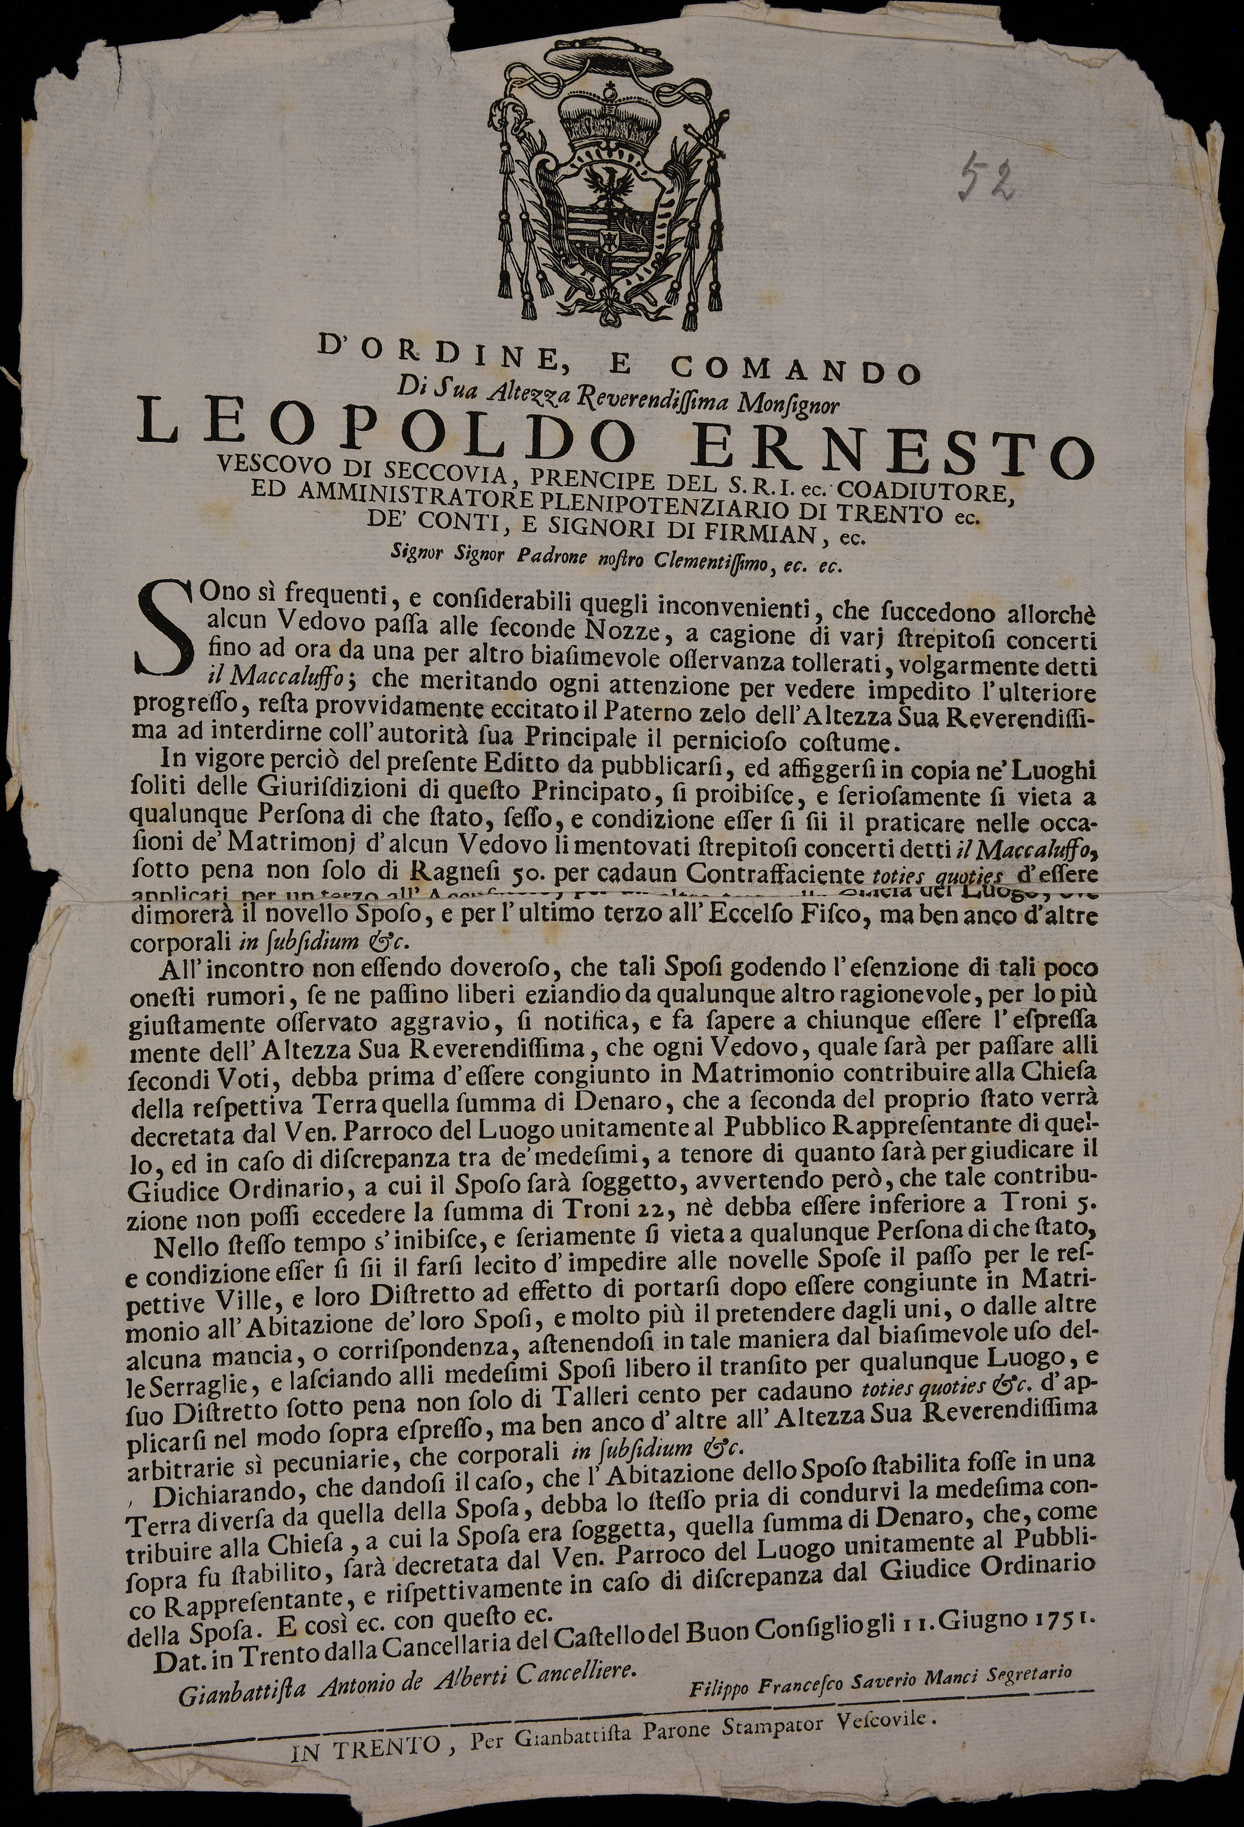 52
D'ORDINE, E COMANDO
Di Sua Altezza Reverendiſſima Monſignor
LEOPOLDO ERNESTO
VESCOVO DI SECCOVIA, PRENCIPE DEL S.R.I. ec. COADIUTORE,
ED AMMINISTRATORE PLENIPOTENZIARIO DI TRENTO ec.
DE' CONTI, E SIGNORI DI FIRMIAN, ec.
Signor Signor Padrone noſtro Clementiſſimo, ec. ec.
SOno sì frequenti, e conſiderabili quegli inconvenienti, che ſuccedono allorchè
alcun Vedovo paſſa alle ſeconde Nozze, a cagione di varj ſtrepitoſi concerti
fino ad ora da una per altro biaſimevole oſſervanza tollerati, volgarmente detti
il Maccaluſſo; che meritando ogni attenzione per vedere impedito l'ulteriore
progreſſo, reſta provvidamente eccitato il Paterno zelo dell'Altezza Sua Reverendiſſi-
ma ad interdirne coll'autorità ſua Principale il pernicioſo coſtume.
In vigore perciò del preſente Editto da pubblicarſi, ed affiggerſi in copia ne' Luoghi
ſoliti delle Giuriſdizioni di queſto Principato, ſi proibiſce, e ſerioſamente ſi vieta a
qualunque Perſona di che ſtato, ſeſſo, e condizione eſſer ſi ſii il praticare nelle occa-
ſioni de' Matrimonj d'alcun Vedovo li mentovati ſtrepitoſi concerti detti il Maccaluſſo,
ſotto pena non ſolo di Ragneſi 50. per cadaun Contraffaciente toties quoties d'eſſere
applicati per un terzo all' Luogo,
dimorerà il novello Spoſo, e per l'ultimo terzo all' Eccelſo Fiſco, ma ben anco d'altre
corporali in ſubſidium &c.
All'incontro non eſſendo doveroſo, che tali Spoſi godendo l'eſenzione di tali poco
oneſti rumori, ſe ne paſſino liberi eziandio da qualunque altro ragionevole, per lo più
giuſtamente oſſervato aggravio, ſi notifica, e fa ſapere a chiunque eſſere l'eſpreſſa
mente dell' Altezza Sua Reverendiſſima, che ogni Vedovo, quale ſarà per paſſare alli
ſecondi Voti, debba prima d'eſſere congiunto in Matrimonio contribuire alla Chieſa
della reſpettiva Terra quella ſumma di Denaro, che a ſeconda del proprio ſtato verrà
decretata dal Ven. Parroco del Luogo unitamente al Pubblico Rappreſentante di quel-
lo, ed in caſo di diſcrepanza tra de' medeſimi, a tenore di quanto ſarà per giudicare il
Giudice Ordinario, a cui il Spoſo ſarà ſoggetto, avvertendo però, che tale contribu-
zione non poſſi eccedere la ſumma di Troni 22, nè debba eſſere inferiore a Troni 5.
Nello ſteſſo tempo s'inibiſce, e ſeriamente ſi vieta a qualunque Perſona di che ſtato,
e condizione eſſer ſi ſii il farſi lecito d'impedire alle novelle Spoſe il paſſo per le reſ-
pettive Ville, e loro Diſtretto ad effetto di portarſi dopo eſſere congiunte in Matri-
monio all'Abitazione de' loro Spoſi, e molto più il pretendere dagli uni, o dalle altre
alcuna mancia, o corriſpondenza, aſtenendoſi in tale maniera dal biaſimevole uſo del-
le Serraglie, e laſciando alli medeſimi Spoſi libero il tranſito per qualunque Luogo, e
ſuo Diſtretto ſotto pena non ſolo di Talleri cento per cadauno toties quoties &c. d'ap-
plicarſi nel modo ſopra eſpreſſo, ma ben anco d'altre all' Altezza Sua Reverendiſſima
arbitrarie sì pecuniarie, che corporali in ſubſidium &c.
Dichiarando, che dandoſi il caſo, che l'Abitazione dello Spoſo ſtabilita foſſe in una
Terra diverſa da quella della Spoſa, debba lo ſteſſo pria di condurvi la medeſima con-
tribuire alla Chieſa, a cui la Spoſa era ſoggetta, quella ſumma di Denaro, che, come
ſopra fu ſtabilito, ſarà decretata dal Ven. Parroco del Luogo unitamente al Pubbli-
co Rappreſentante, e riſpettivamente in caſo di diſcrepanza dal Giudice Ordinario
della Spoſa. E così ec. con queſto ec.
Dat. in Trento dalla Cancellaria del Caſtello del Buon Conſiglio gli 11. Giugno 1751.
Gianbattiſta Antonio de Alberti Cancelliere.
Filippo Franceſco Saverio Manci Segretario
IN TRENTO, Per Gianbattiſta Parone Stampator Veſcovile.